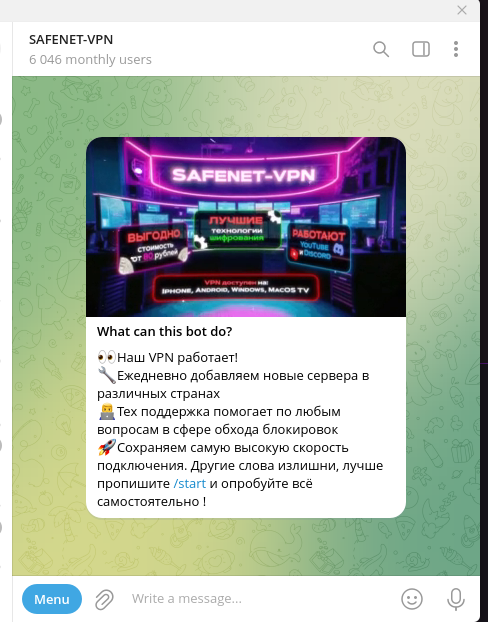 SAFENET-VPN
6 046 monthly users
SAFENET-VPN
ВЫГОДНО
СТОИМОСТЬ
ОТ 80 рублей
ЛУЧШИЕ
технологии
шифрования
РАБОТАЮТ
YOUTUBE
и DISCORD
VPN доступен на:
IPHONE, ANDROID, WINDOWS, MACOS TV
What can this bot do?
👀Наш VPN работает!
🔧Ежедневно добавляем новые сервера в
различных странах
👨‍💻Тех поддержка помогает по любым
вопросам в сфере обхода блокировок
🚀Сохраняем самую высокую скорость
подключения. Другие слова излишни, лучше
пропишите /start и опробуйте всё
самостоятельно !
Menu
Write a message...